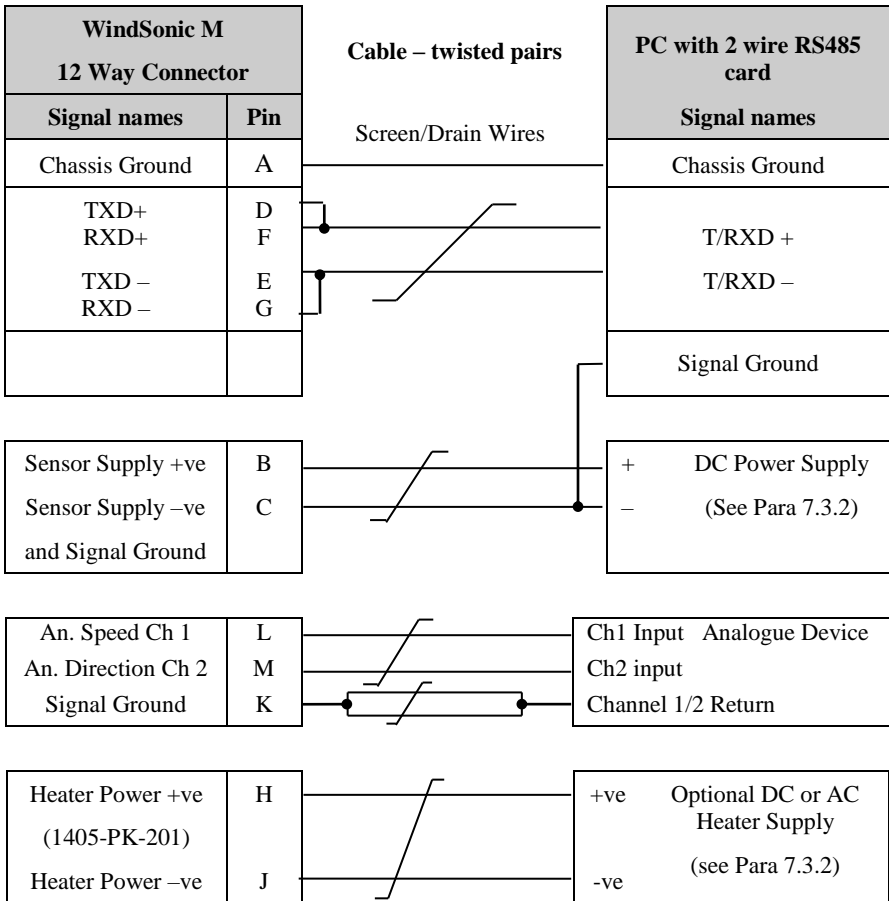 WindSonic M
12 Way Connector
Cable – twisted pairs
PC with 2 wire RS485
card
Signal names Pin
Screen/Drain Wires
Signal names
Chassis Ground A Chassis Ground
TXD+ D
RXD+ F T/RXD +
TXD – E T/RXD –
RXD – G
Signal Ground
Sensor Supply +ve B + DC Power Supply
Sensor Supply –ve C – (See Para 7.3.2)
and Signal Ground
An. Speed Ch 1 L Ch1 Input Analogue Device
An. Direction Ch 2 M Ch2 input
Signal Ground K Channel 1/2 Return
Heater Power +ve H +ve Optional DC or AC
Heater Supply
(1405-PK-201)
(see Para 7.3.2)
Heater Power –ve J -ve